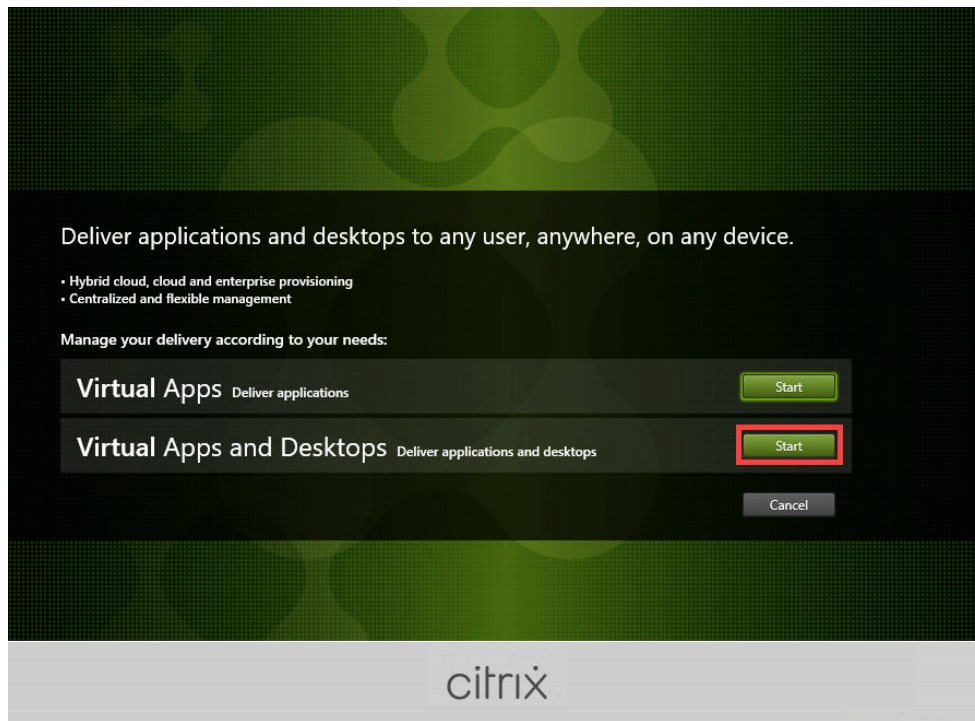 Deliver applications and desktops to any user, anywhere, on any device.
• Hybrid cloud, cloud and enterprise provisioning
• Centralized and flexible management
Manage your delivery according to your needs:
Virtual Apps Deliver applications
Start
Virtual Apps and Desktops Deliver applications and desktops
Start
Cancel
citrix